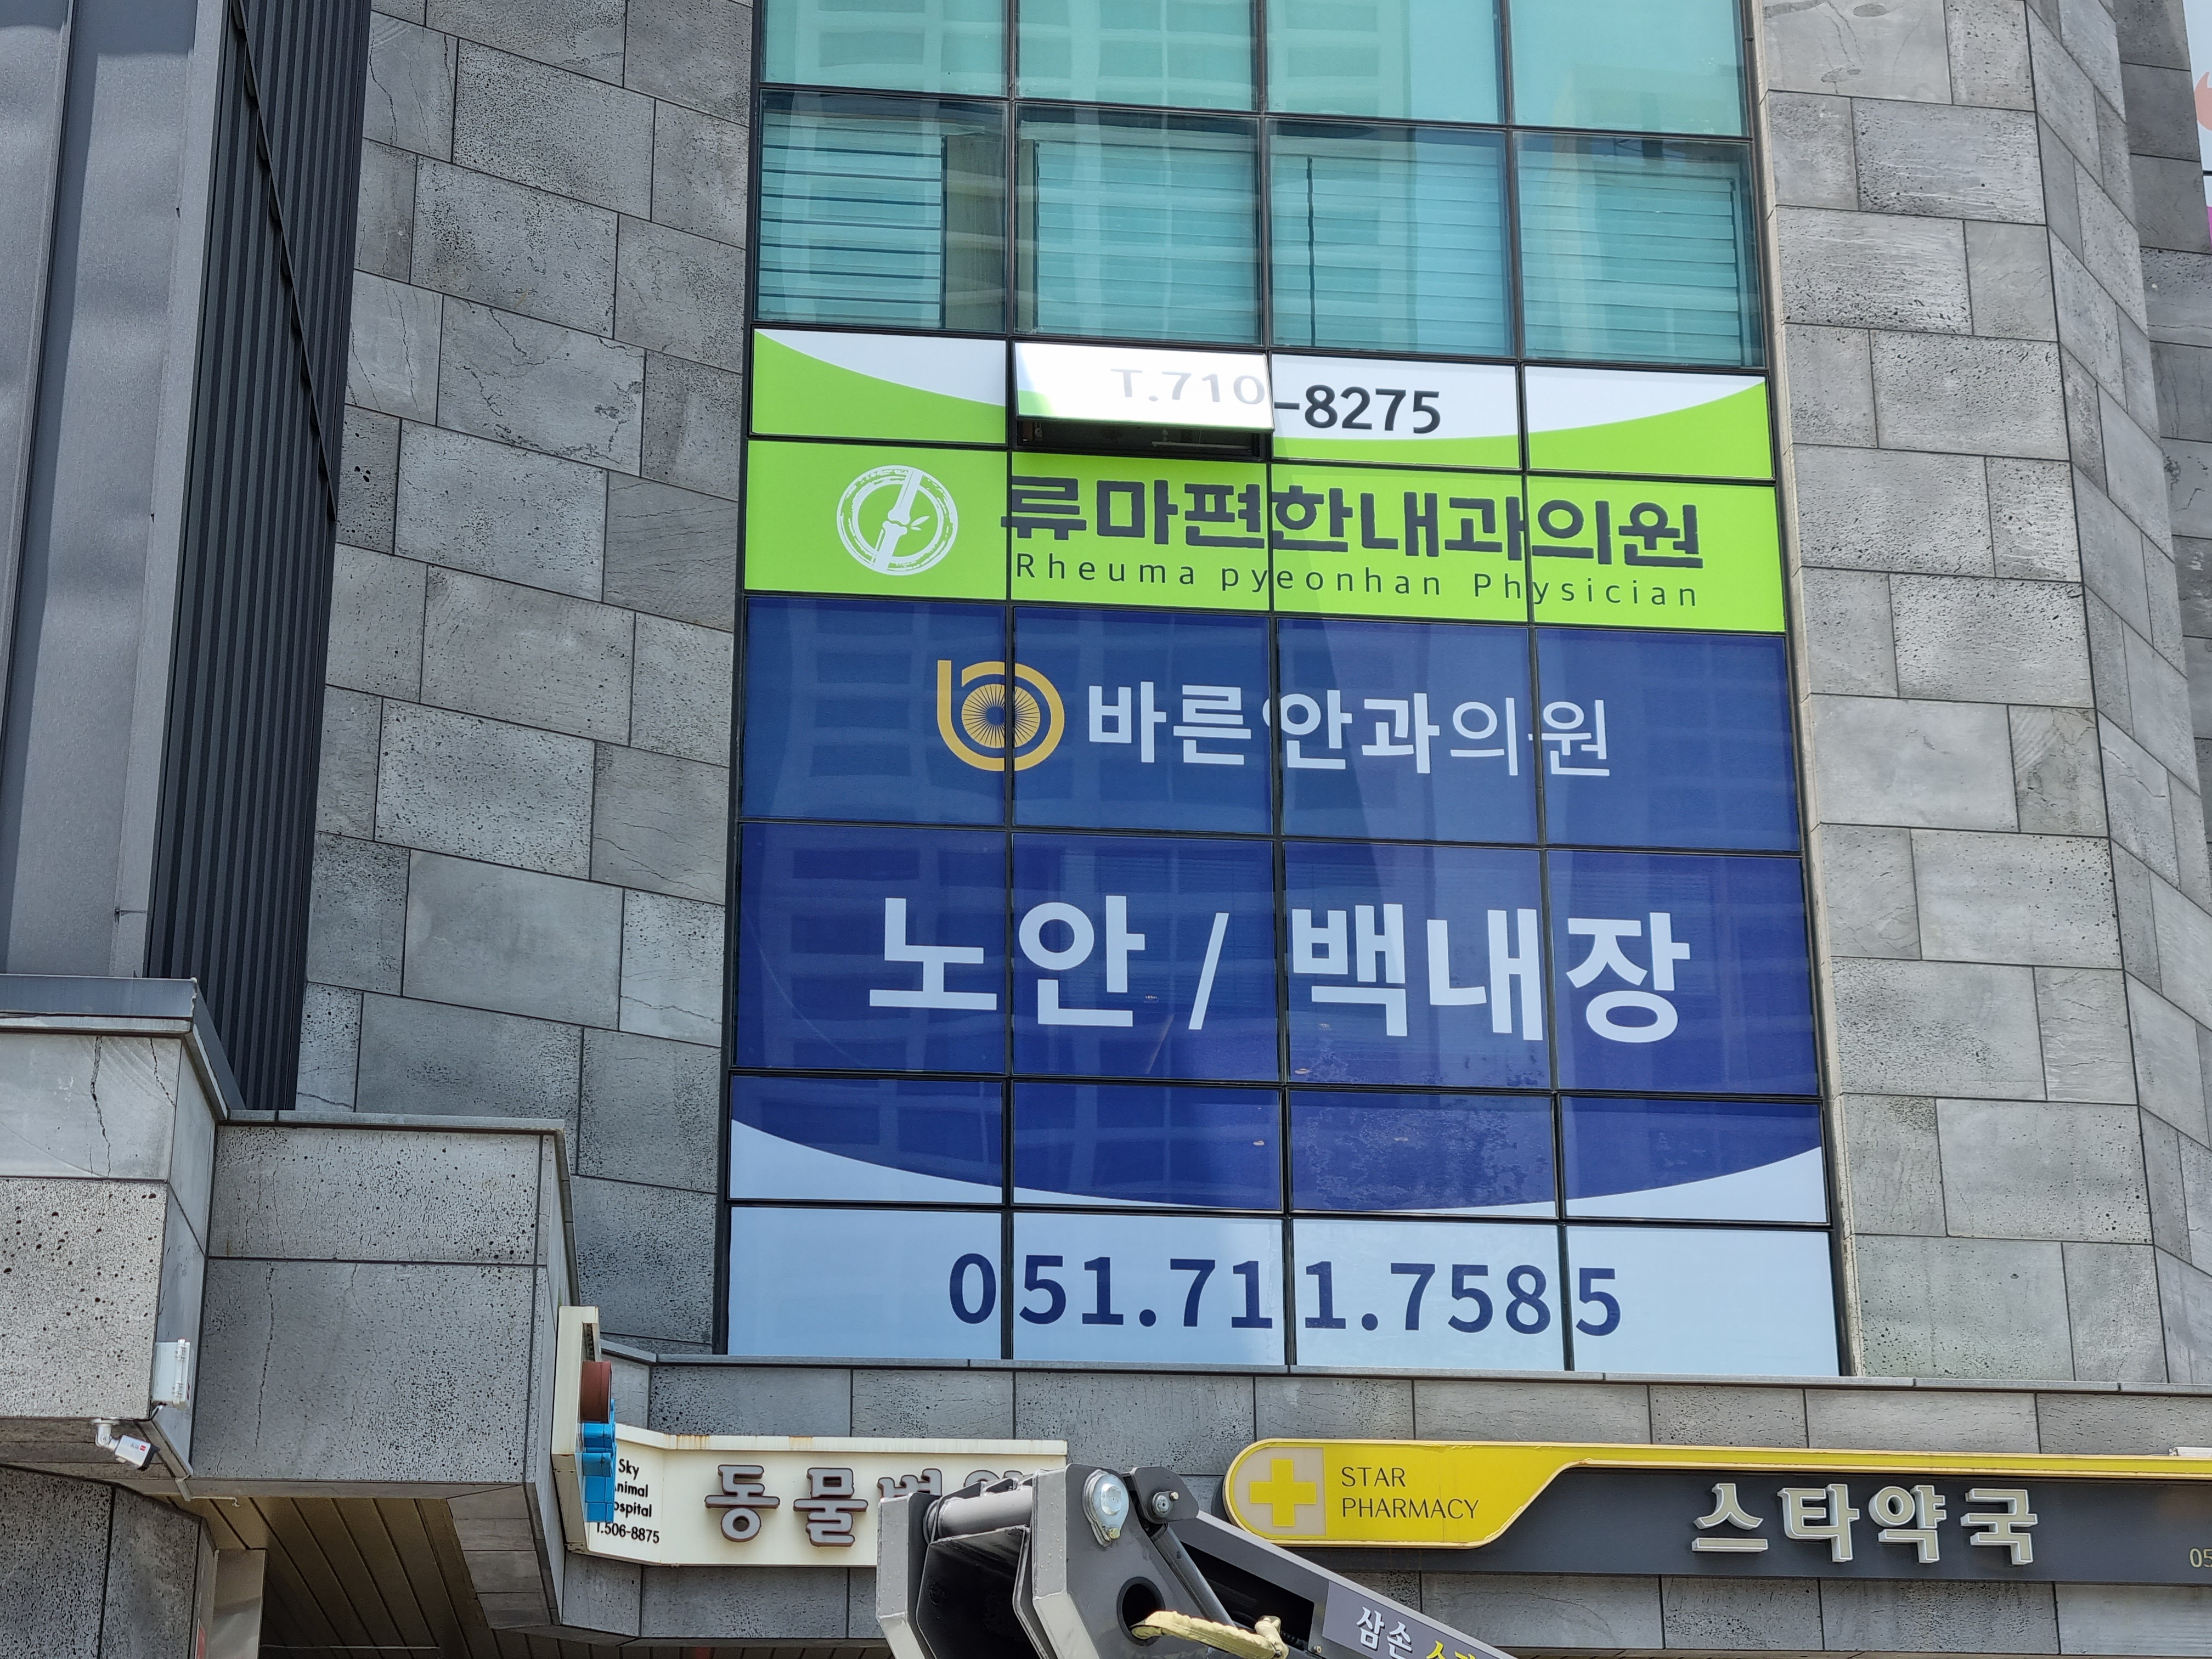 T.710-8275
류마편한내과의원
Rheuma pyeonhan Physician
바른안과의원
노안 / 백내장
051.711.7585
Sky
T.506-8875
동물
STAR
PHARMACY
스타약국
삼손